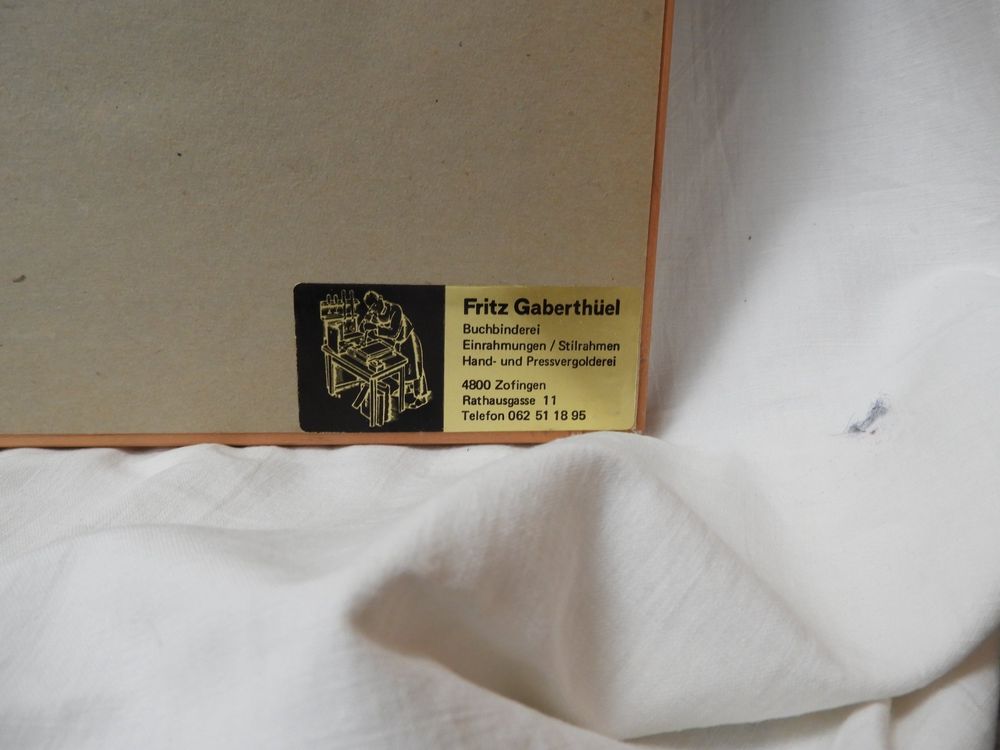 Fritz Gaberthüel
Buchbinderei
Einrahmungen / Stilrahmen
Hand- und Pressvergolderei
4800 Zofingen
Rathausgasse 11
Telefon 062 51 18 95